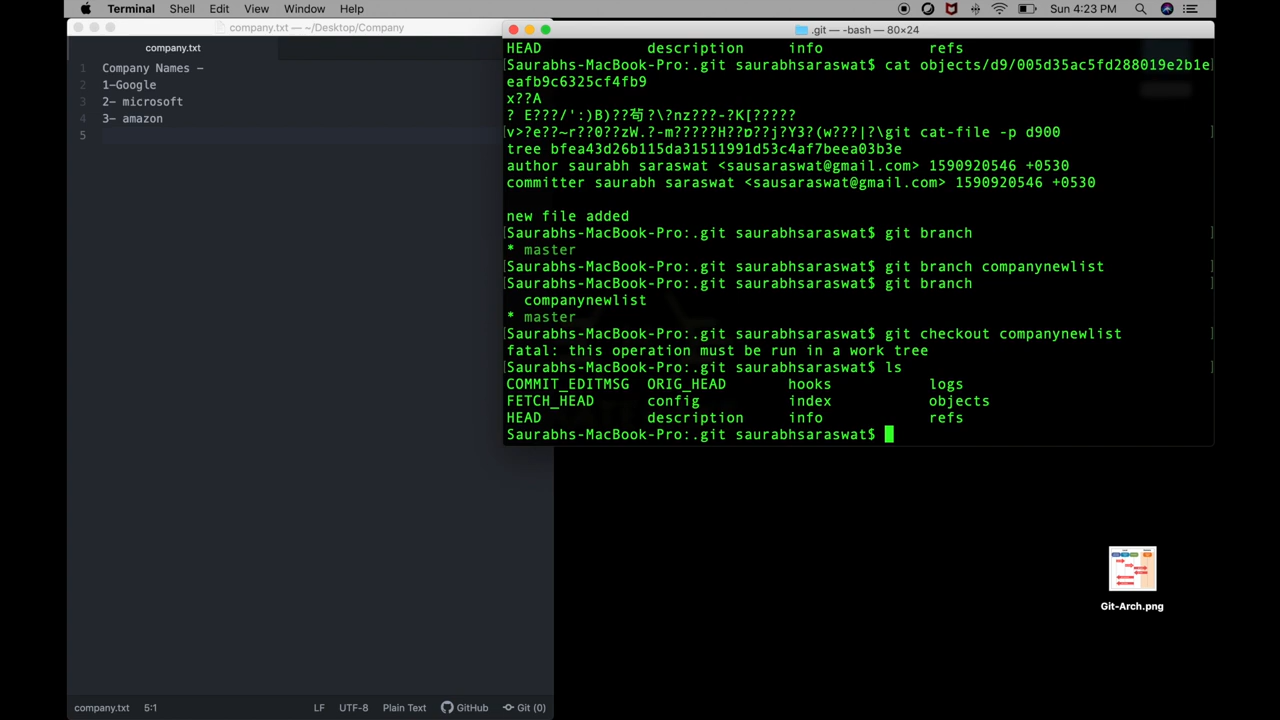 Terminal Shell Edit View Window Help Sun 4:23 PM
company.txt — ~/Desktop/Company
company.txt
1 Company Names -
2 1-Google
3 2- microsoft
4 3- amazon
5
company.txt 5:1 LF UTF-8 Plain Text GitHub Git (0)
.git — -bash — 80×24
HEAD description info refs
[Saurabhs-MacBook-Pro:.git saurabhsaraswat$ cat objects/d9/005d35ac5fd288019e2b1e]
eafb9c6325cf4fb9
x??A
? E???/':)B)??苟?\?nz???-?K[?????
v>?e??~r??0??zW.?-m?????H??ɒ??j?Y3?(w???|?\git cat-file -p d900
tree bfea43d26b115da31511991d53c4af7beea03b3e
author saurabh saraswat <sausaraswat@gmail.com> 1590920546 +0530
committer saurabh saraswat <sausaraswat@gmail.com> 1590920546 +0530
new file added
[Saurabhs-MacBook-Pro:.git saurabhsaraswat$ git branch ]
* master
[Saurabhs-MacBook-Pro:.git saurabhsaraswat$ git branch companynewlist ]
[Saurabhs-MacBook-Pro:.git saurabhsaraswat$ git branch ]
companynewlist
* master
[Saurabhs-MacBook-Pro:.git saurabhsaraswat$ git checkout companynewlist ]
fatal: this operation must be run in a work tree
[Saurabhs-MacBook-Pro:.git saurabhsaraswat$ ls ]
COMMIT_EDITMSG ORIG_HEAD hooks logs
FETCH_HEAD config index objects
HEAD description info refs
Saurabhs-MacBook-Pro:.git saurabhsaraswat$
Git-Arch.png